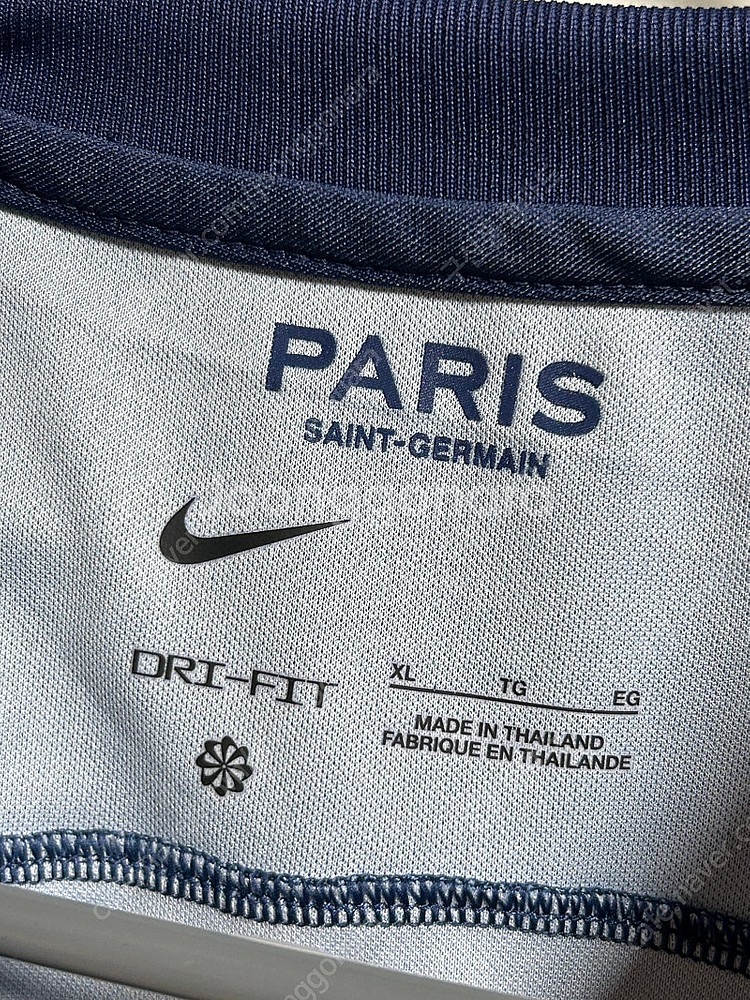 PARIS
SAINT-GERMAIN
DRI-FIT
XL TG EG
MADE IN THAILAND
FABRIQUE EN THAILANDE